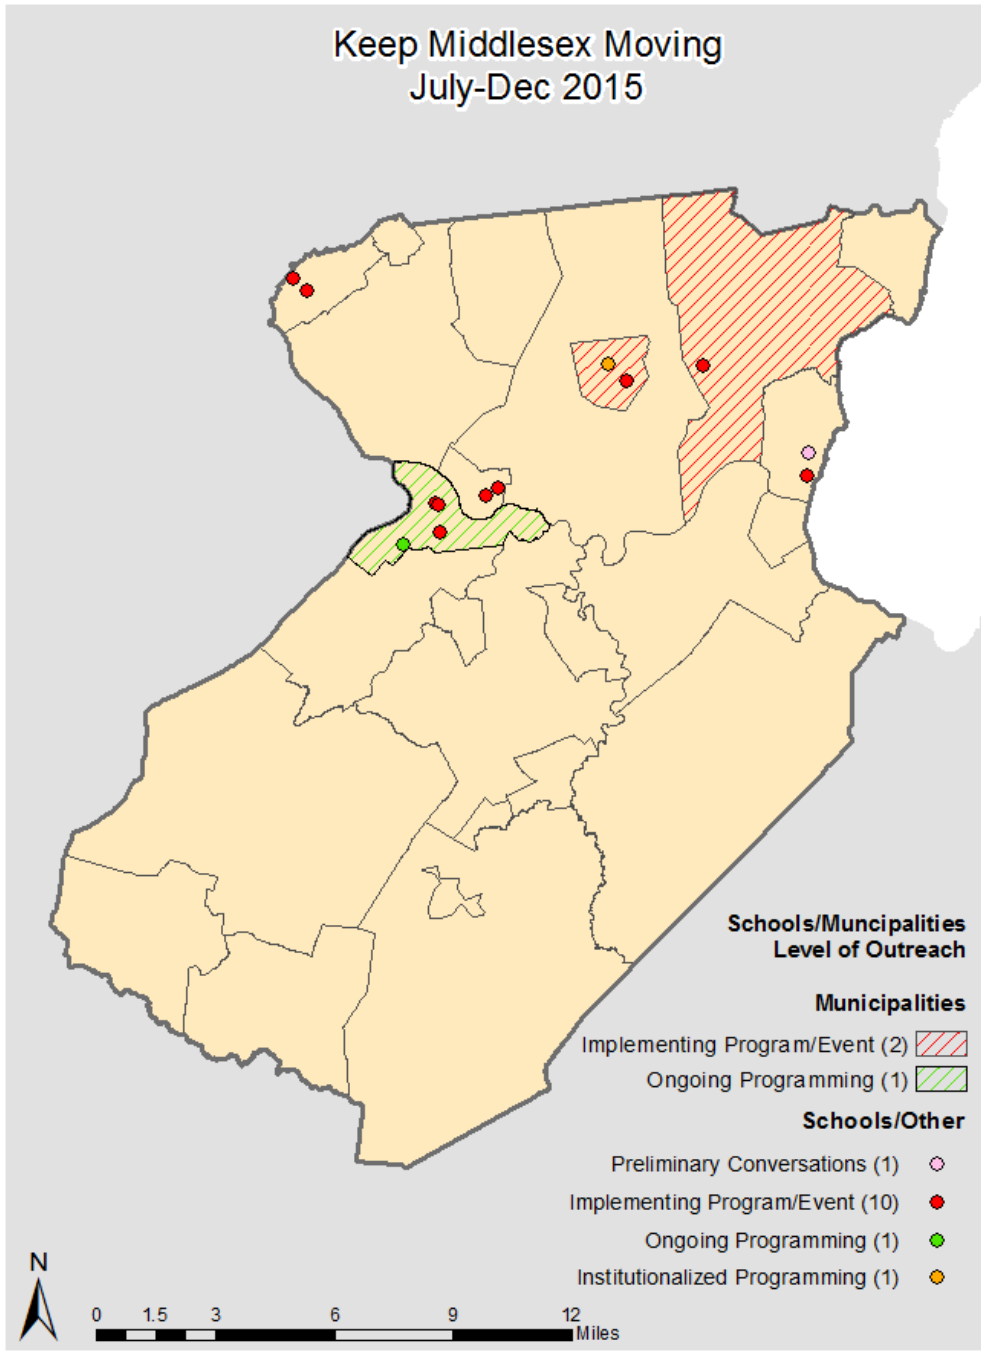 Keep Middlesex Moving
July-Dec 2015
Schools/Muncipalities
Level of Outreach
Municipalities
Implementing Program/Event (2)
Ongoing Programming (1)
Schools/Other
Preliminary Conversations (1)
Implementing Program/Event (10)
Ongoing Programming (1)
Institutionalized Programming (1)
N
0 1.5 3 6 9 12
Miles